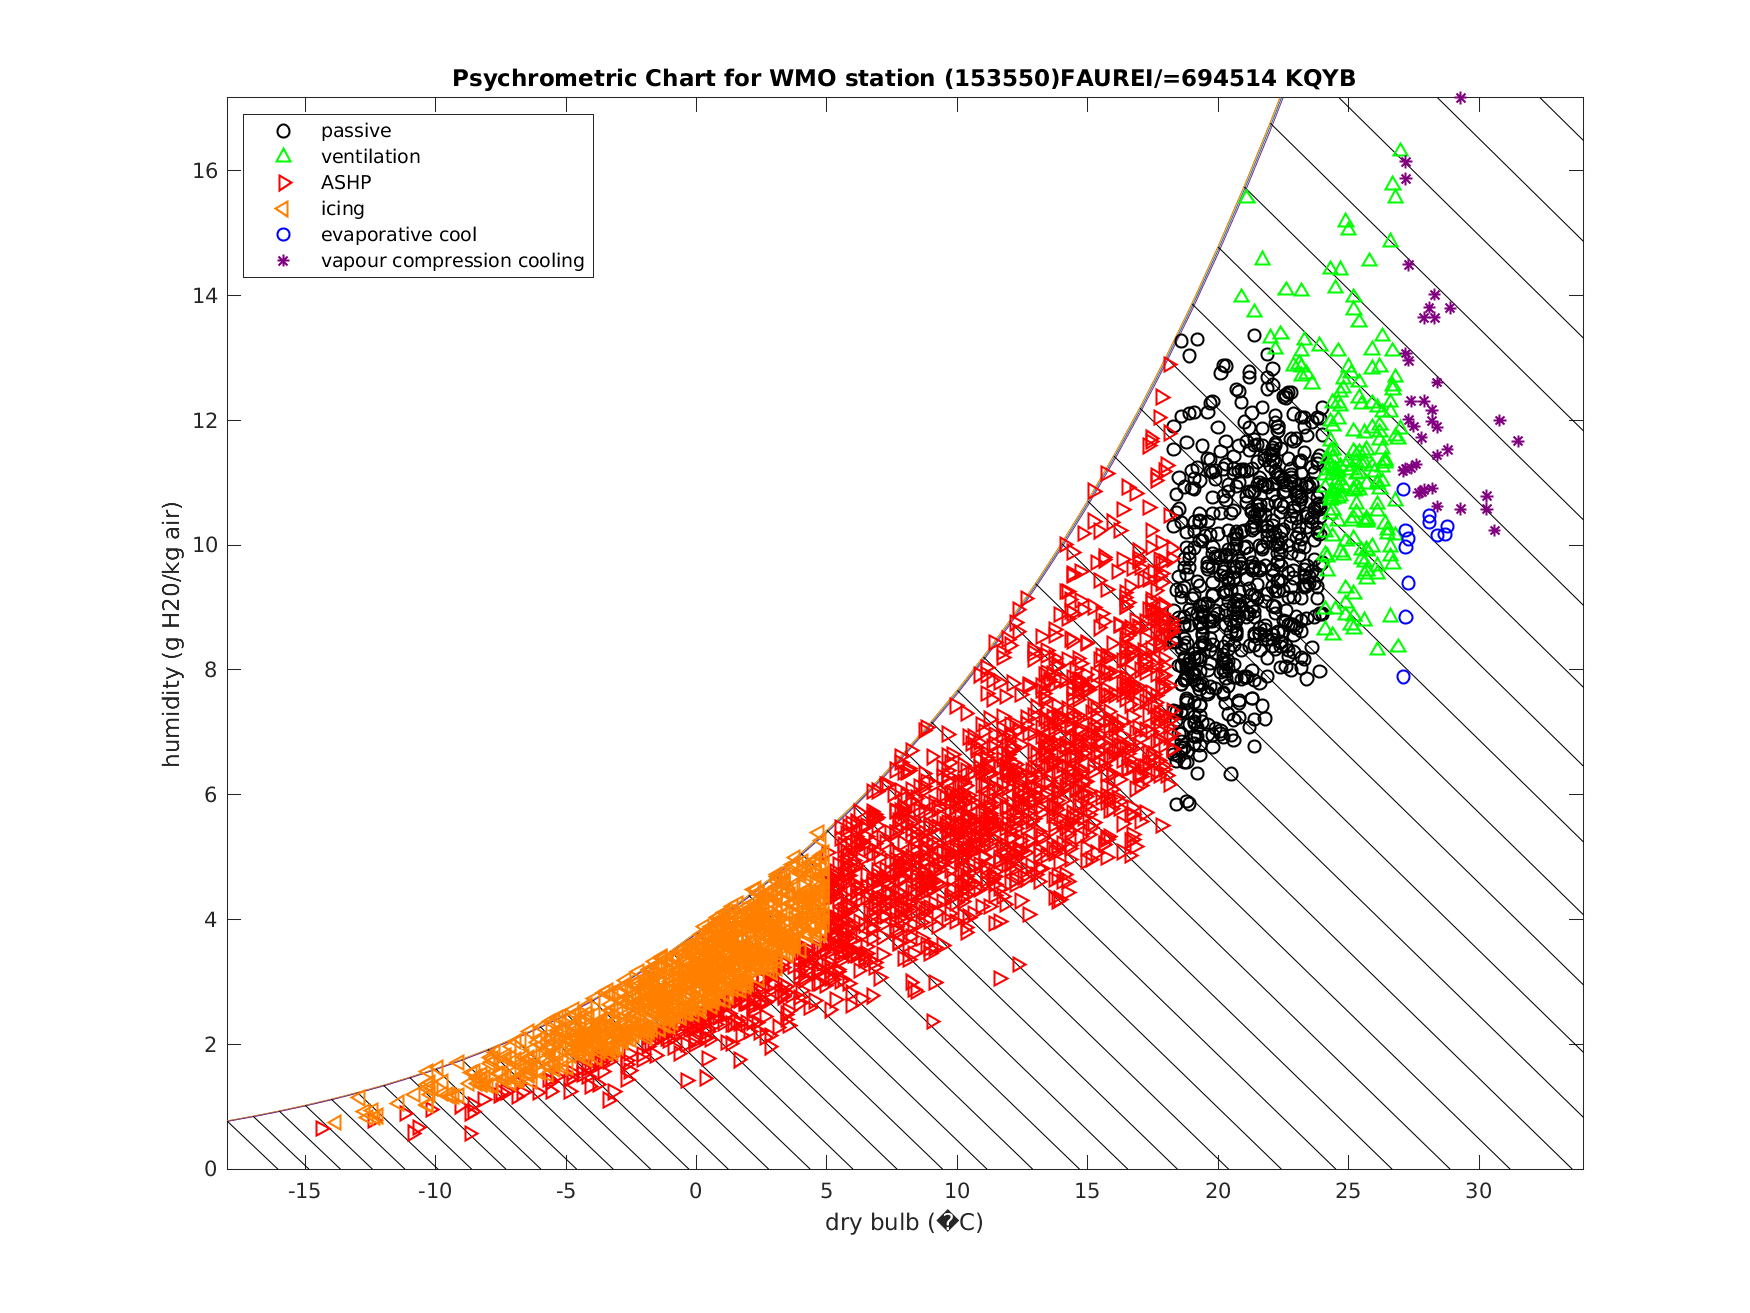 Psychrometric Chart for WMO station (153550)FAUREI/=694514 KQYB
passive
ventilation
ASHP
icing
evaporative cool
vapour compression cooling
humidity (g H20/kg air)
16
14
12
10
8
6
4
2
0
-15 -10 -5 0 5 10 15 20 25 30
dry bulb (�C)